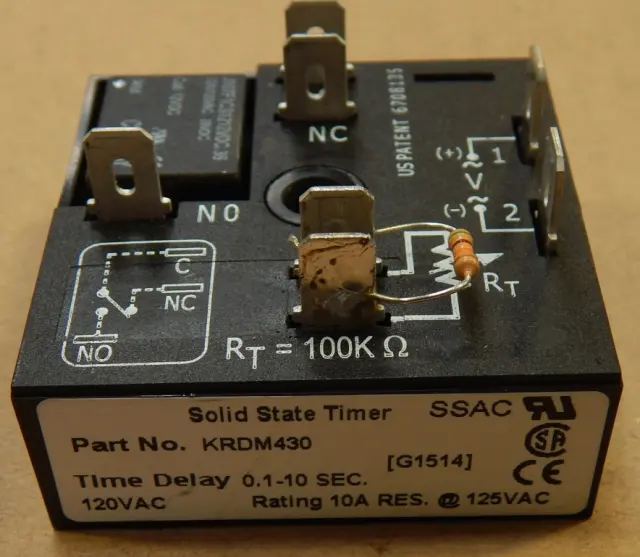 NC
US PATENT 6708135
NO
(+) 1
V
(-) 2
C
NC
NO
RT
RT = 100K Ω
Solid State Timer SSAC
Part No. KRDM430
[G1514]
Time Delay 0.1-10 SEC.
120VAC Rating 10A RES. @ 125VAC